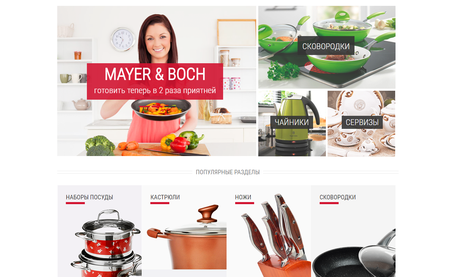 MAYER & BOCH
готовить теперь в 2 раза приятней
СКОВОРОДКИ
ЧАЙНИКИ
СЕРВИЗЫ
ПОПУЛЯРНЫЕ РАЗДЕЛЫ
НАБОРЫ ПОСУДЫ
КАСТРЮЛИ
НОЖИ
СКОВОРОДКИ